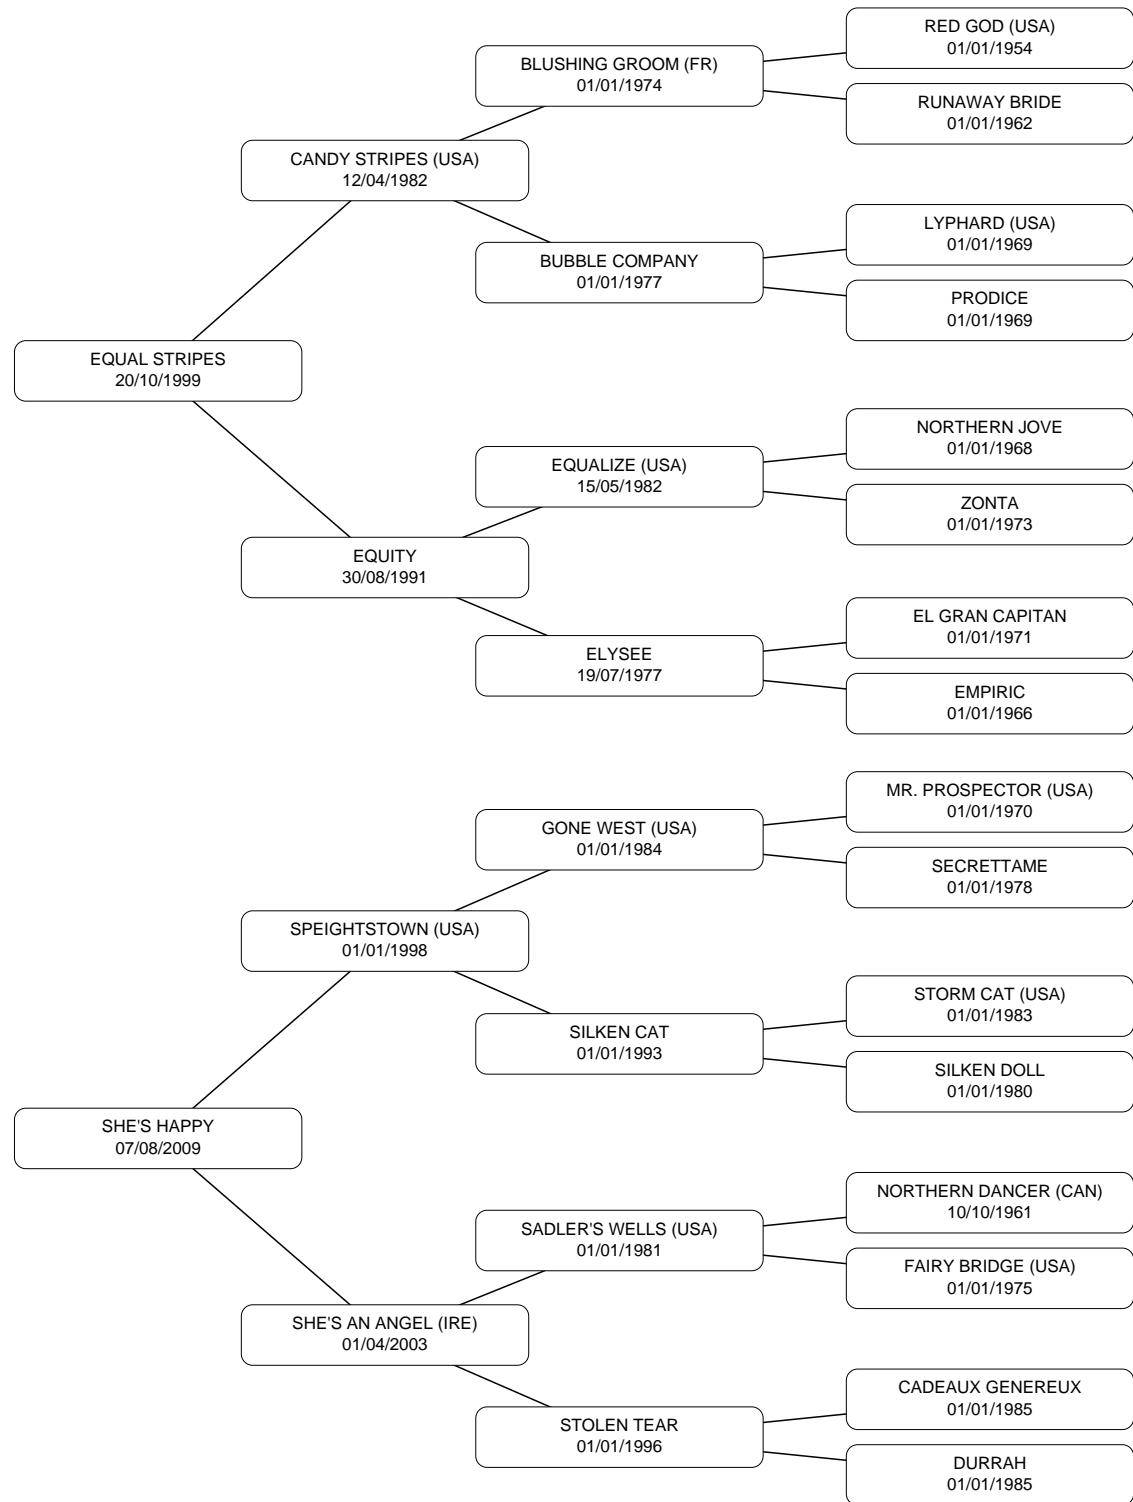 RED GOD (USA)
01/01/1954
BLUSHING GROOM (FR)
01/01/1974
RUNAWAY BRIDE
01/01/1962
CANDY STRIPES (USA)
12/04/1982
LYPHARD (USA)
01/01/1969
BUBBLE COMPANY
01/01/1977
PRODICE
01/01/1969
EQUAL STRIPES
20/10/1999
NORTHERN JOVE
01/01/1968
EQUALIZE (USA)
15/05/1982
ZONTA
01/01/1973
EQUITY
30/08/1991
EL GRAN CAPITAN
01/01/1971
ELYSEE
19/07/1977
EMPIRIC
01/01/1966
MR. PROSPECTOR (USA)
01/01/1970
GONE WEST (USA)
01/01/1984
SECRETTAME
01/01/1978
SPEIGHTSTOWN (USA)
01/01/1998
STORM CAT (USA)
01/01/1983
SILKEN CAT
01/01/1993
SILKEN DOLL
01/01/1980
SHE'S HAPPY
07/08/2009
NORTHERN DANCER (CAN)
10/10/1961
SADLER'S WELLS (USA)
01/01/1981
FAIRY BRIDGE (USA)
01/01/1975
SHE'S AN ANGEL (IRE)
01/04/2003
CADEAUX GENEREUX
01/01/1985
STOLEN TEAR
01/01/1996
DURRAH
01/01/1985